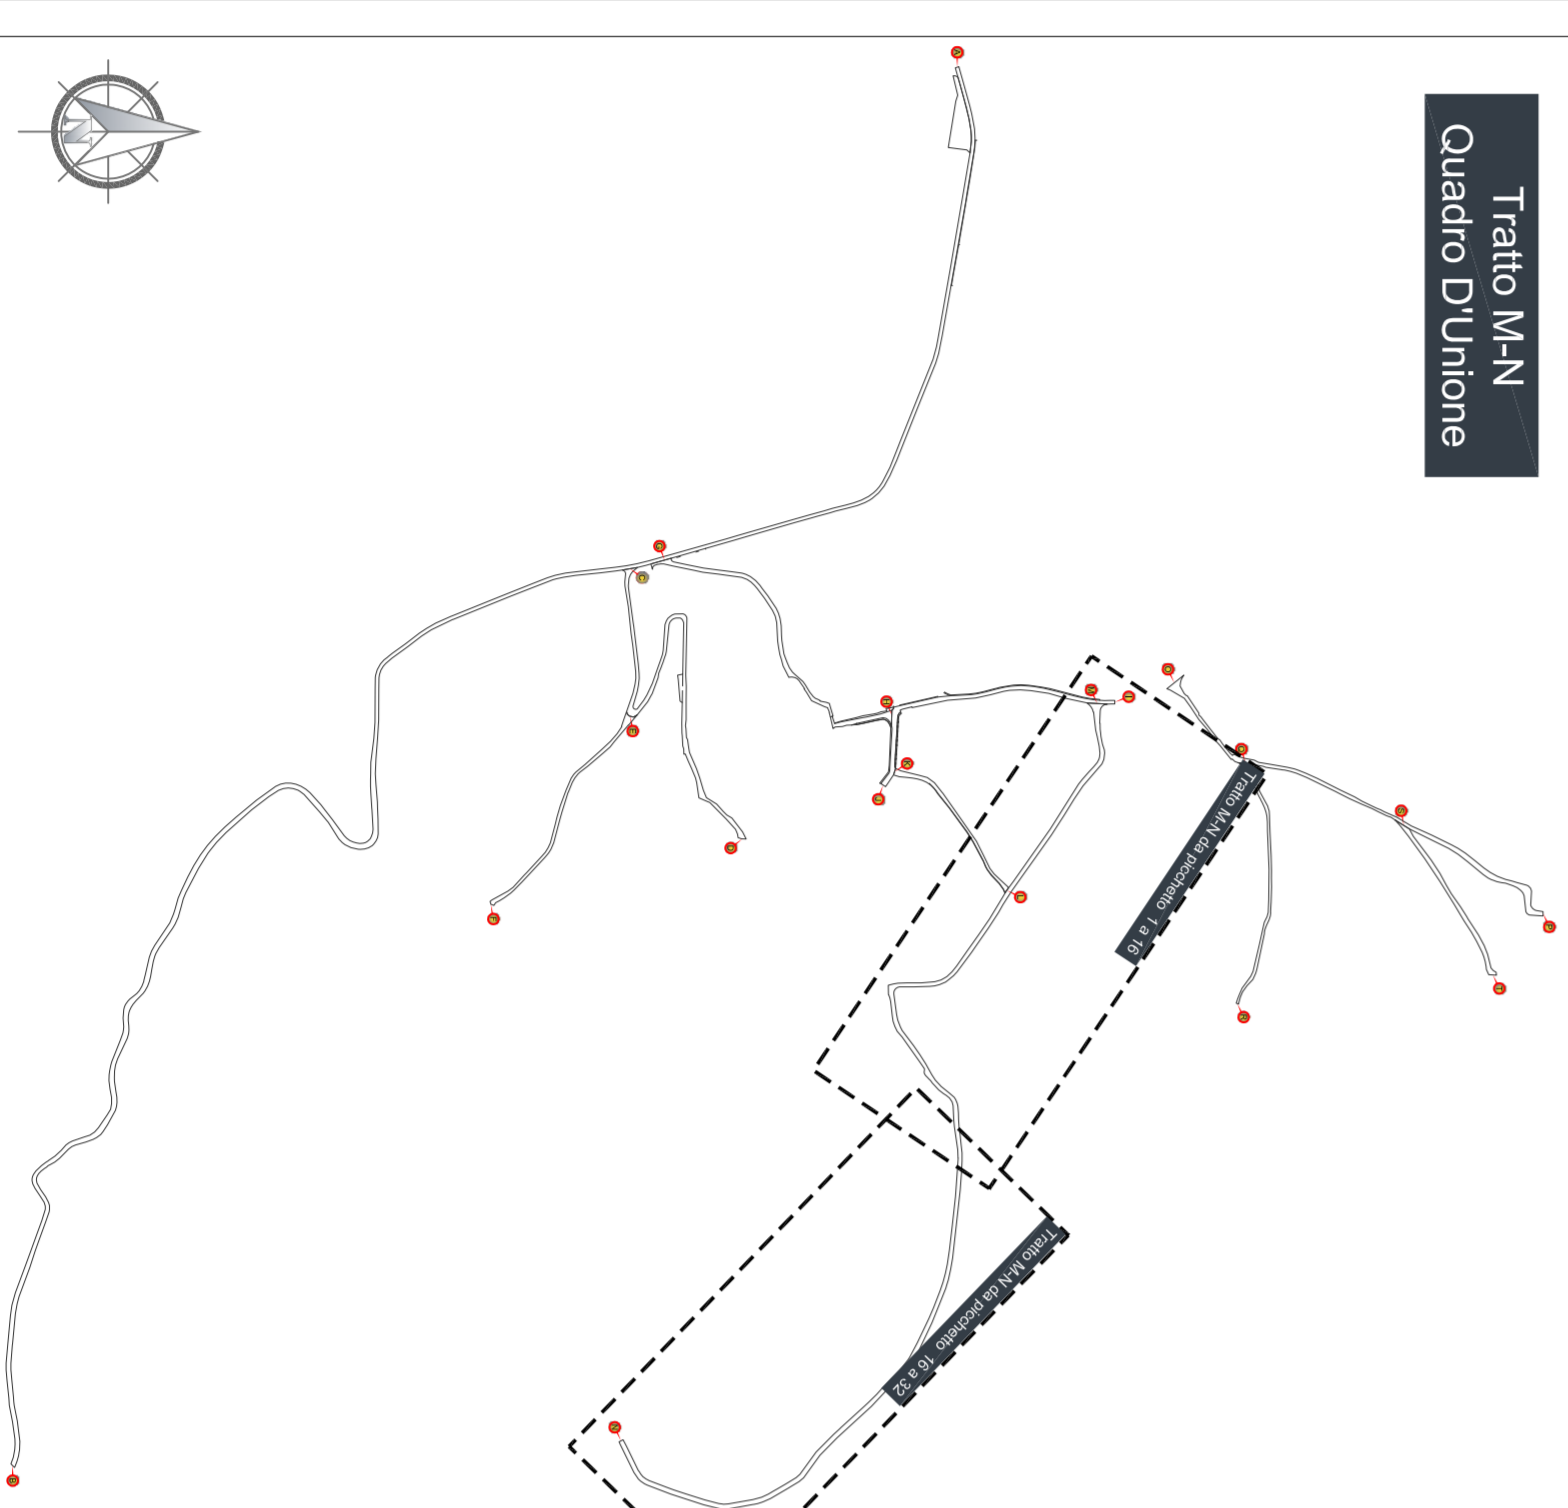 Tratto M-N
Quadro D'Unione
N
A
G
C
E
D
F
H
K
J
M
I
L
O
Q
S
P
T
R
N
B
Tratto M-N da picchetto 1 a 16
Tratto M-N da picchetto 16 a 32